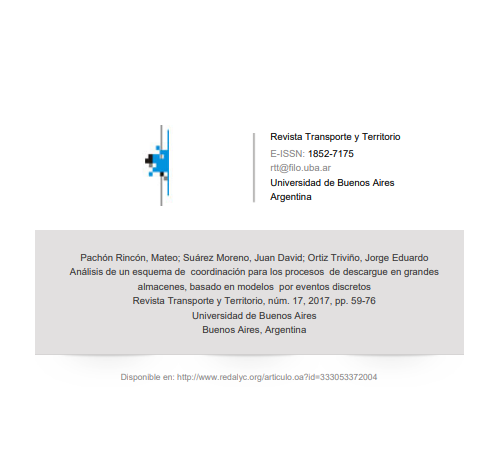 Revista Transporte y Territorio
E-ISSN: 1852-7175
rtt@filo.uba.ar
Universidad de Buenos Aires
Argentina
Pachón Rincón, Mateo; Suárez Moreno, Juan David; Ortiz Triviño, Jorge Eduardo
Análisis de un esquema de coordinación para los procesos de descargue en grandes
almacenes, basado en modelos por eventos discretos
Revista Transporte y Territorio, núm. 17, 2017, pp. 59-76
Universidad de Buenos Aires
Buenos Aires, Argentina
Disponible en: http://www.redalyc.org/articulo.oa?id=333053372004